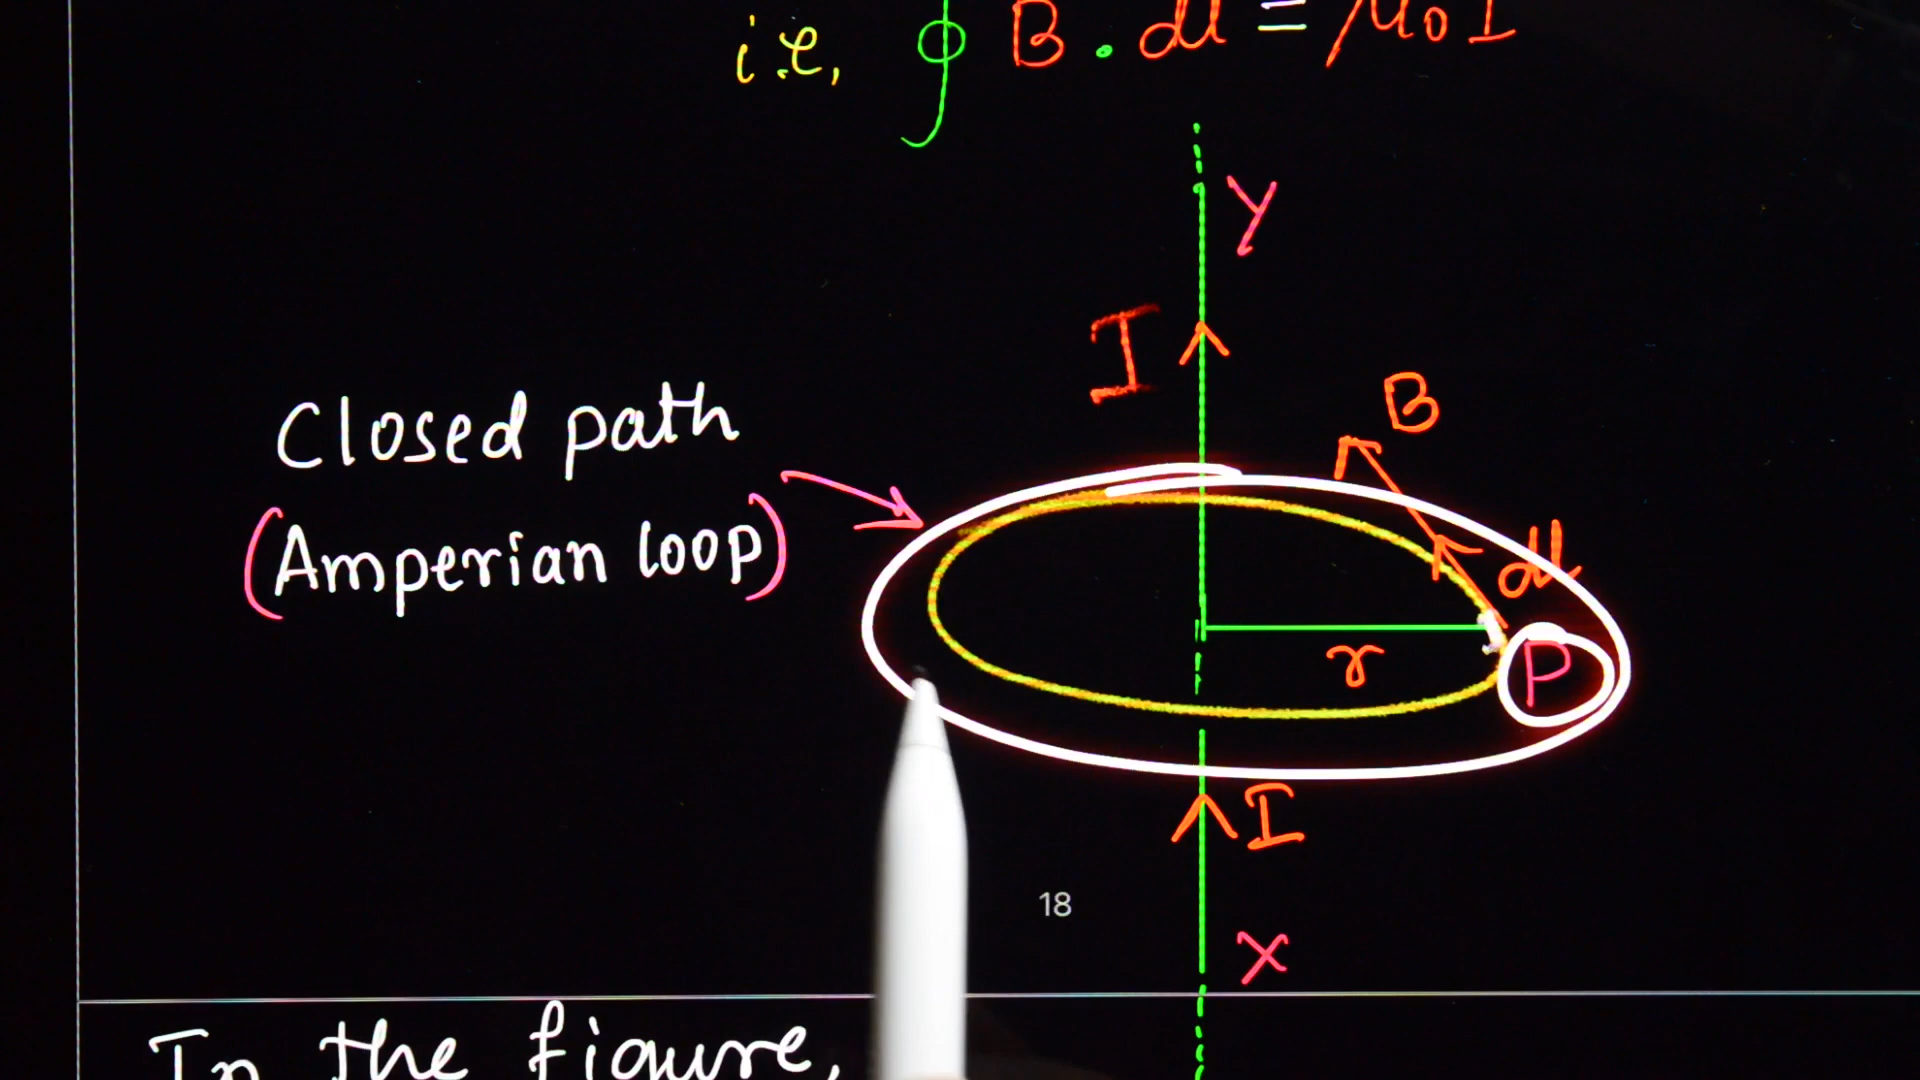 i.e, ∮ B . dl = μ₀I
Y
I
B
Closed path
(Amperian loop)
dl
r
P
I
18
X
In the figure,